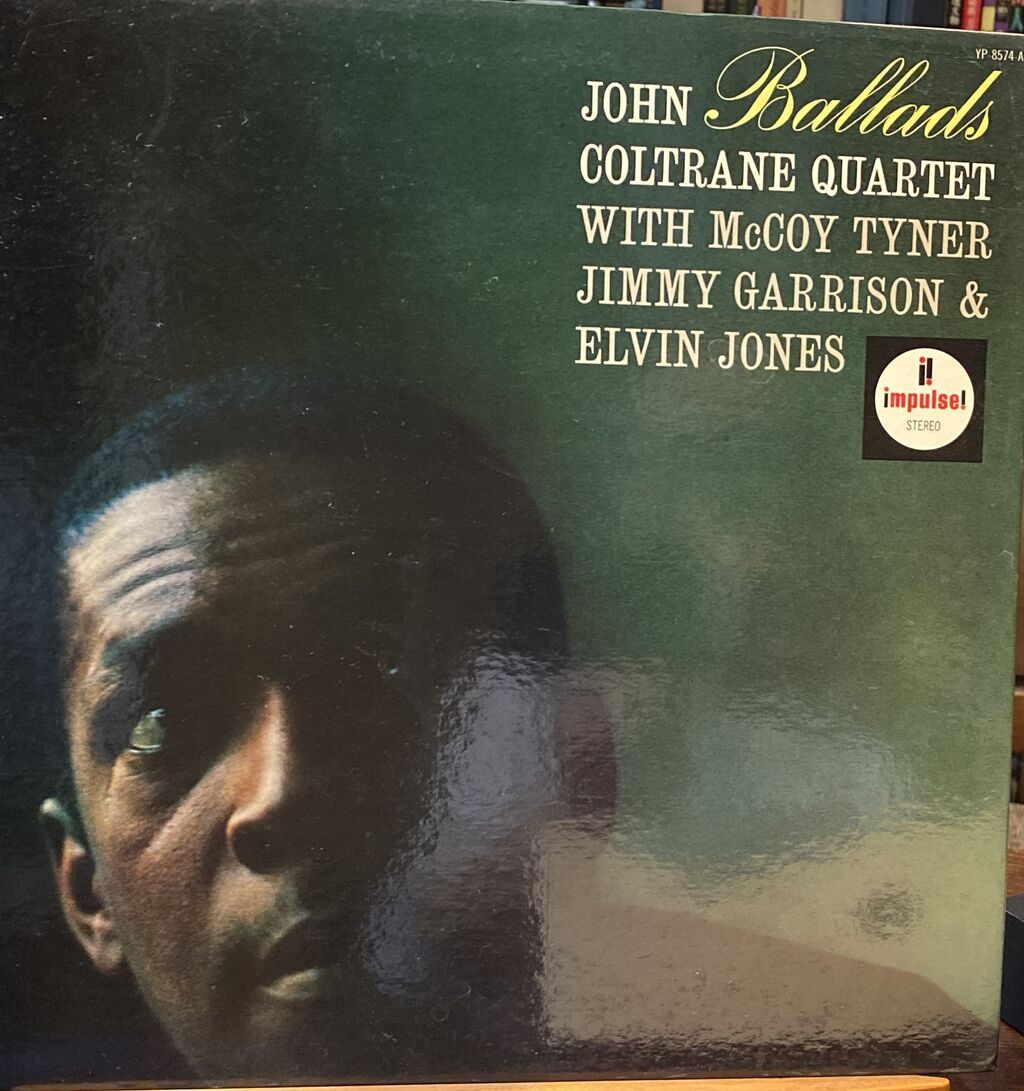 YP-8574-A
JOHN Ballads
COLTRANE QUARTET
WITH McCOY TYNER
JIMMY GARRISON &
ELVIN JONES
i!
impulse!
STEREO